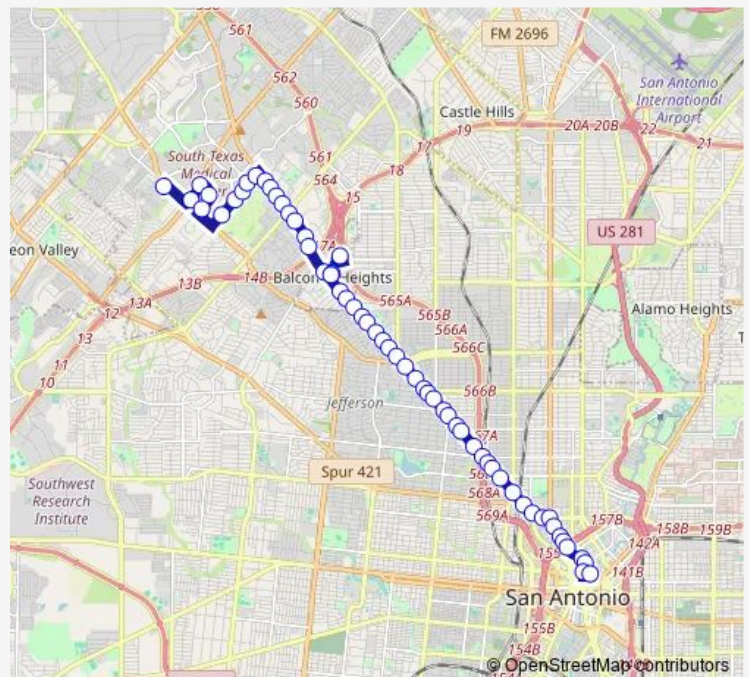 558
FM 2696
561
562
560
Castle Hills
San Antonio
International
Airport
20A 20B
22
21
19
17
18
561
564
15
South Texas
Medical
US 281
eon Valley
7A
13B
14B
Balcon
Heights
565A
565B
566A
566C
566B
13A
12
13
11
10
Alamo Heights
Jefferson
Spur 421
Southwest
Research
Institute
568A
569A
157B
158B 159B
142A
141B
San Antonio
155B
154B
© OpenStreetMap contributors